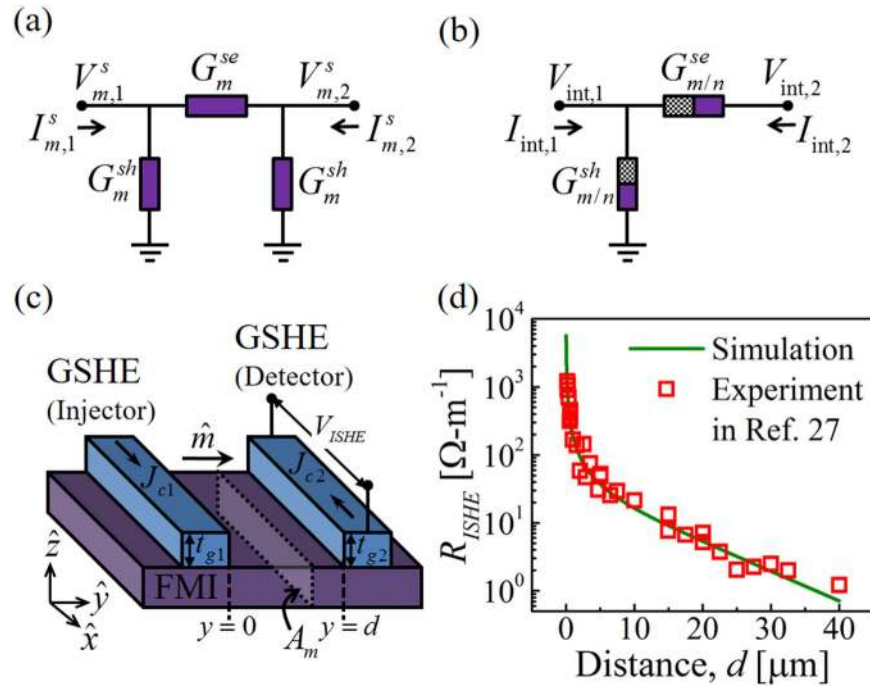 (a)
V^s_{m,1}
G^{se}_m
V^s_{m,2}
I^s_{m,1}
I^s_{m,2}
G^{sh}_m
G^{sh}_m
(b)
V_{int,1}
G^{se}_{m/n}
V_{int,2}
I_{int,1}
I_{int,2}
G^{sh}_{m/n}
(c)
GSHE
(Injector)
GSHE
(Detector)
m̂
V_{ISHE}
J_{c1}
J_{c2}
t_{g1}
t_{g2}
FMI
ẑ
ŷ
x̂
y = 0
A_m
y = d
(d)
R_{ISHE} [Ω-m^{-1}]
10^4
10^3
10^2
10^1
10^0
Simulation
Experiment
in Ref. 27
0 10 20 30 40
Distance, d [μm]